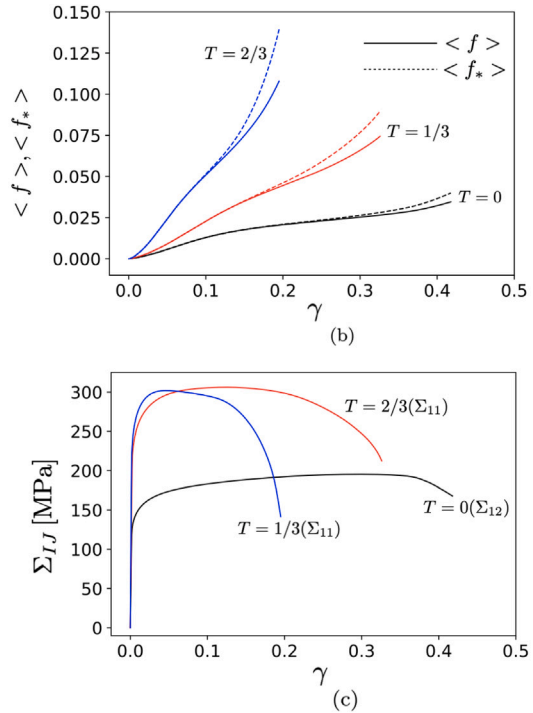 0.150
0.125
0.100
0.075
0.050
0.025
0.000
< f >, < f* >
T = 2/3
< f >
< f* >
T = 1/3
T = 0
0.0 0.1 0.2 0.3 0.4 0.5
γ
(b)
300
250
200
150
100
50
0
Σ_IJ [MPa]
T = 2/3(Σ₁₁)
T = 0(Σ₁₂)
T = 1/3(Σ₁₁)
0.0 0.1 0.2 0.3 0.4 0.5
γ
(c)